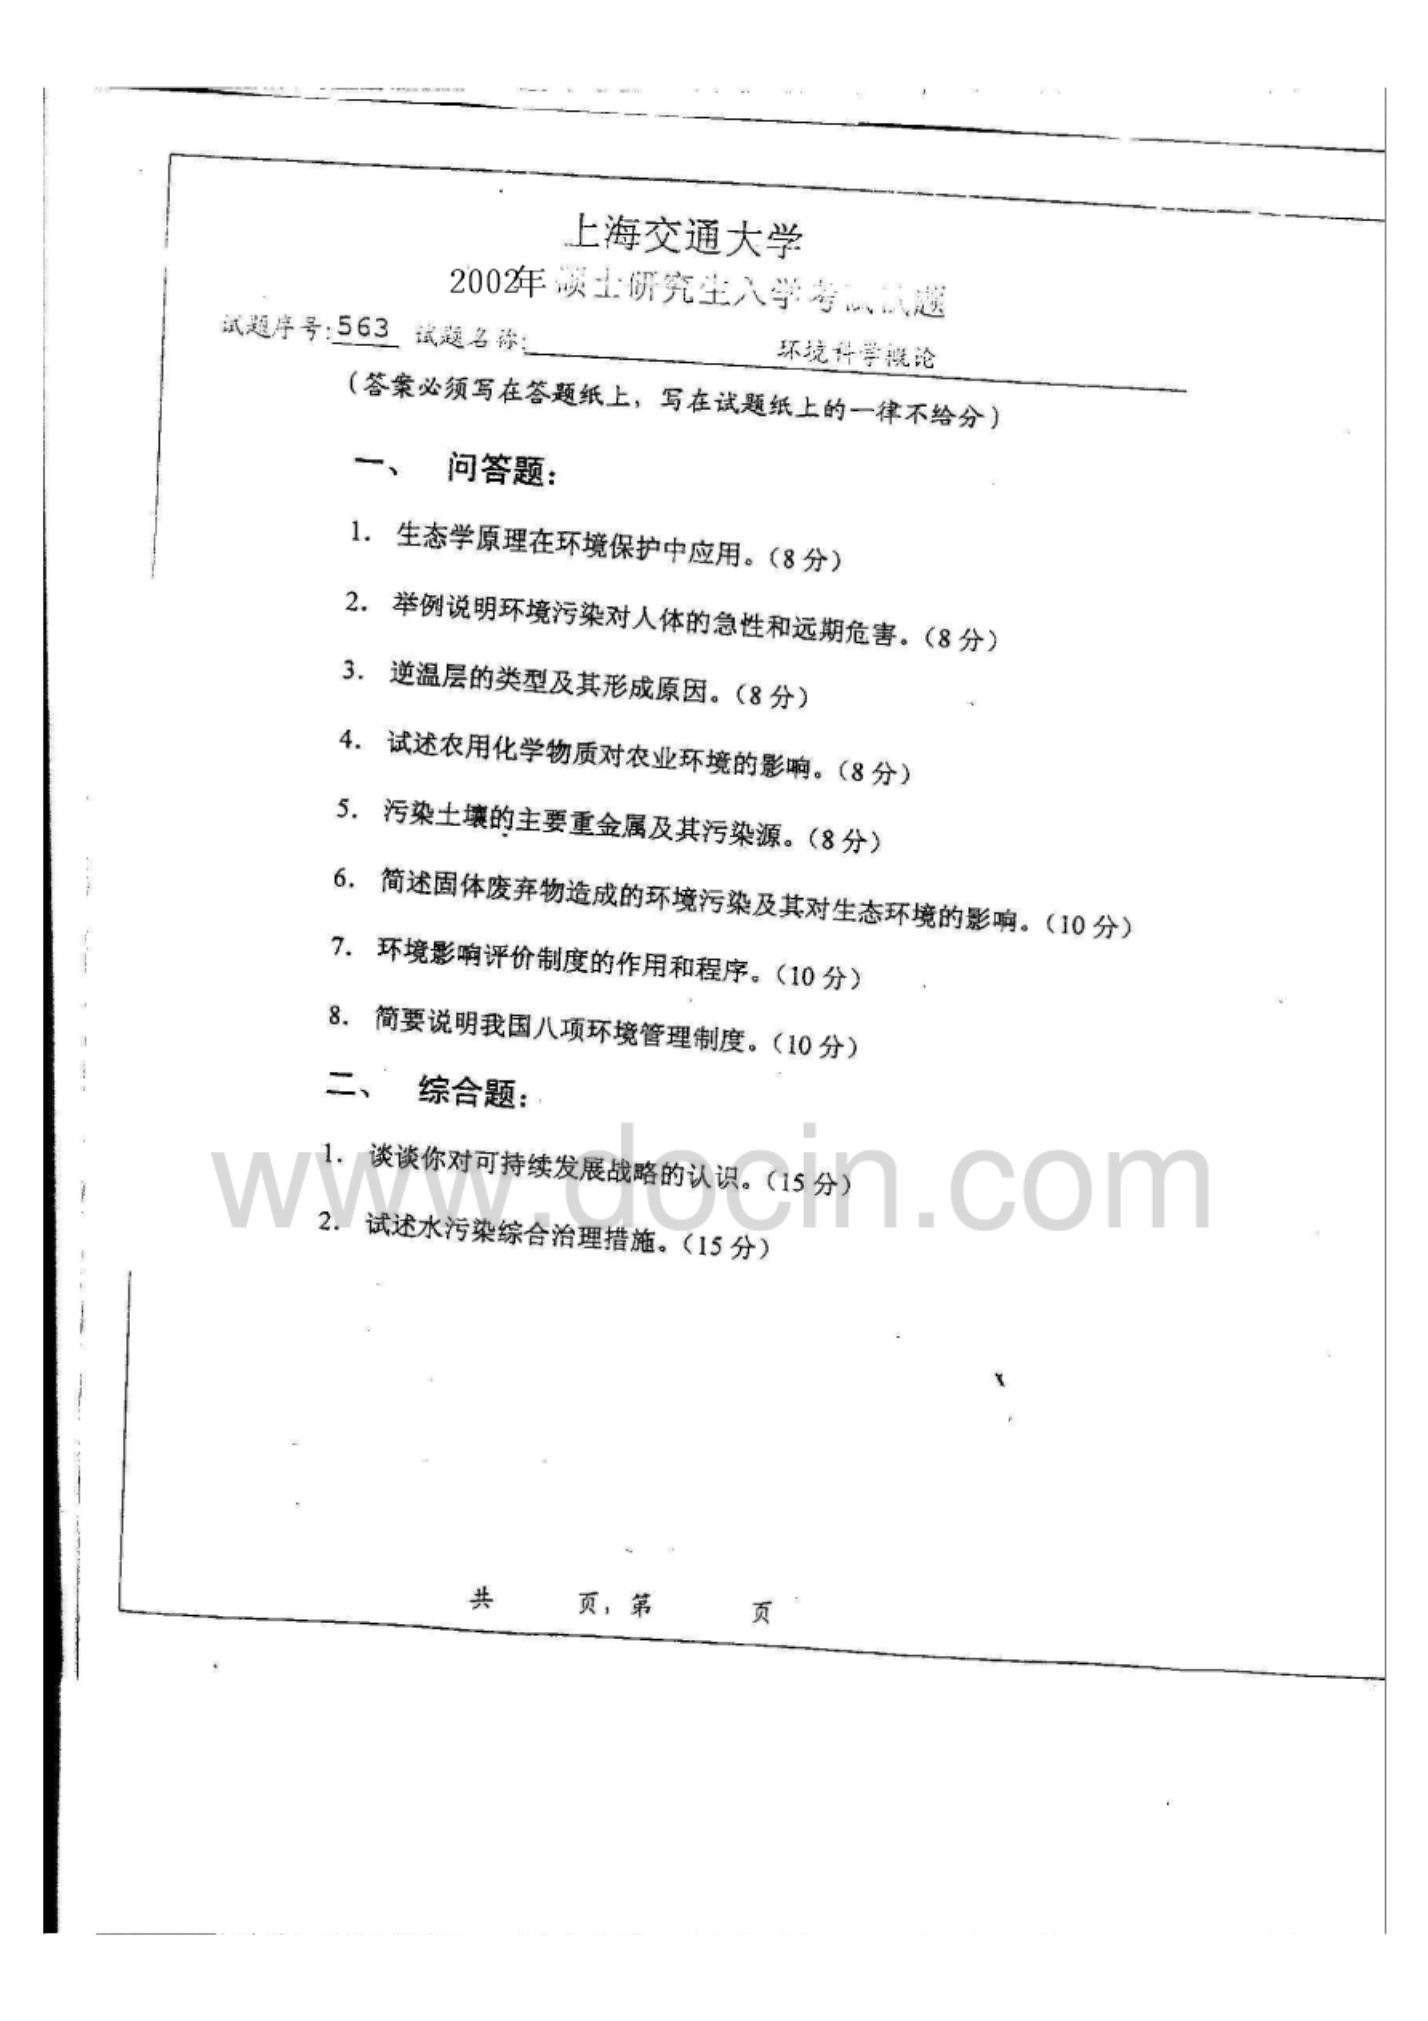 上海交通大学
2002年硕士研究生入学考试试题
试题序号:563 试题名称: 环境科学概论
(答案必须写在答题纸上，写在试题纸上的一律不给分)
一、 问答题：
1. 生态学原理在环境保护中应用。(8 分)
2. 举例说明环境污染对人体的急性和远期危害。(8 分)
3. 逆温层的类型及其形成原因。(8 分)
4. 试述农用化学物质对农业环境的影响。(8 分)
5. 污染土壤的主要重金属及其污染源。(8 分)
6. 简述固体废弃物造成的环境污染及其对生态环境的影响。(10 分)
7. 环境影响评价制度的作用和程序。(10 分)
8. 简要说明我国八项环境管理制度。(10 分)
二、 综合题：
1. 谈谈你对可持续发展战略的认识。(15 分)
2. 试述水污染综合治理措施。(15 分)
www.docin.com
共 页，第 页